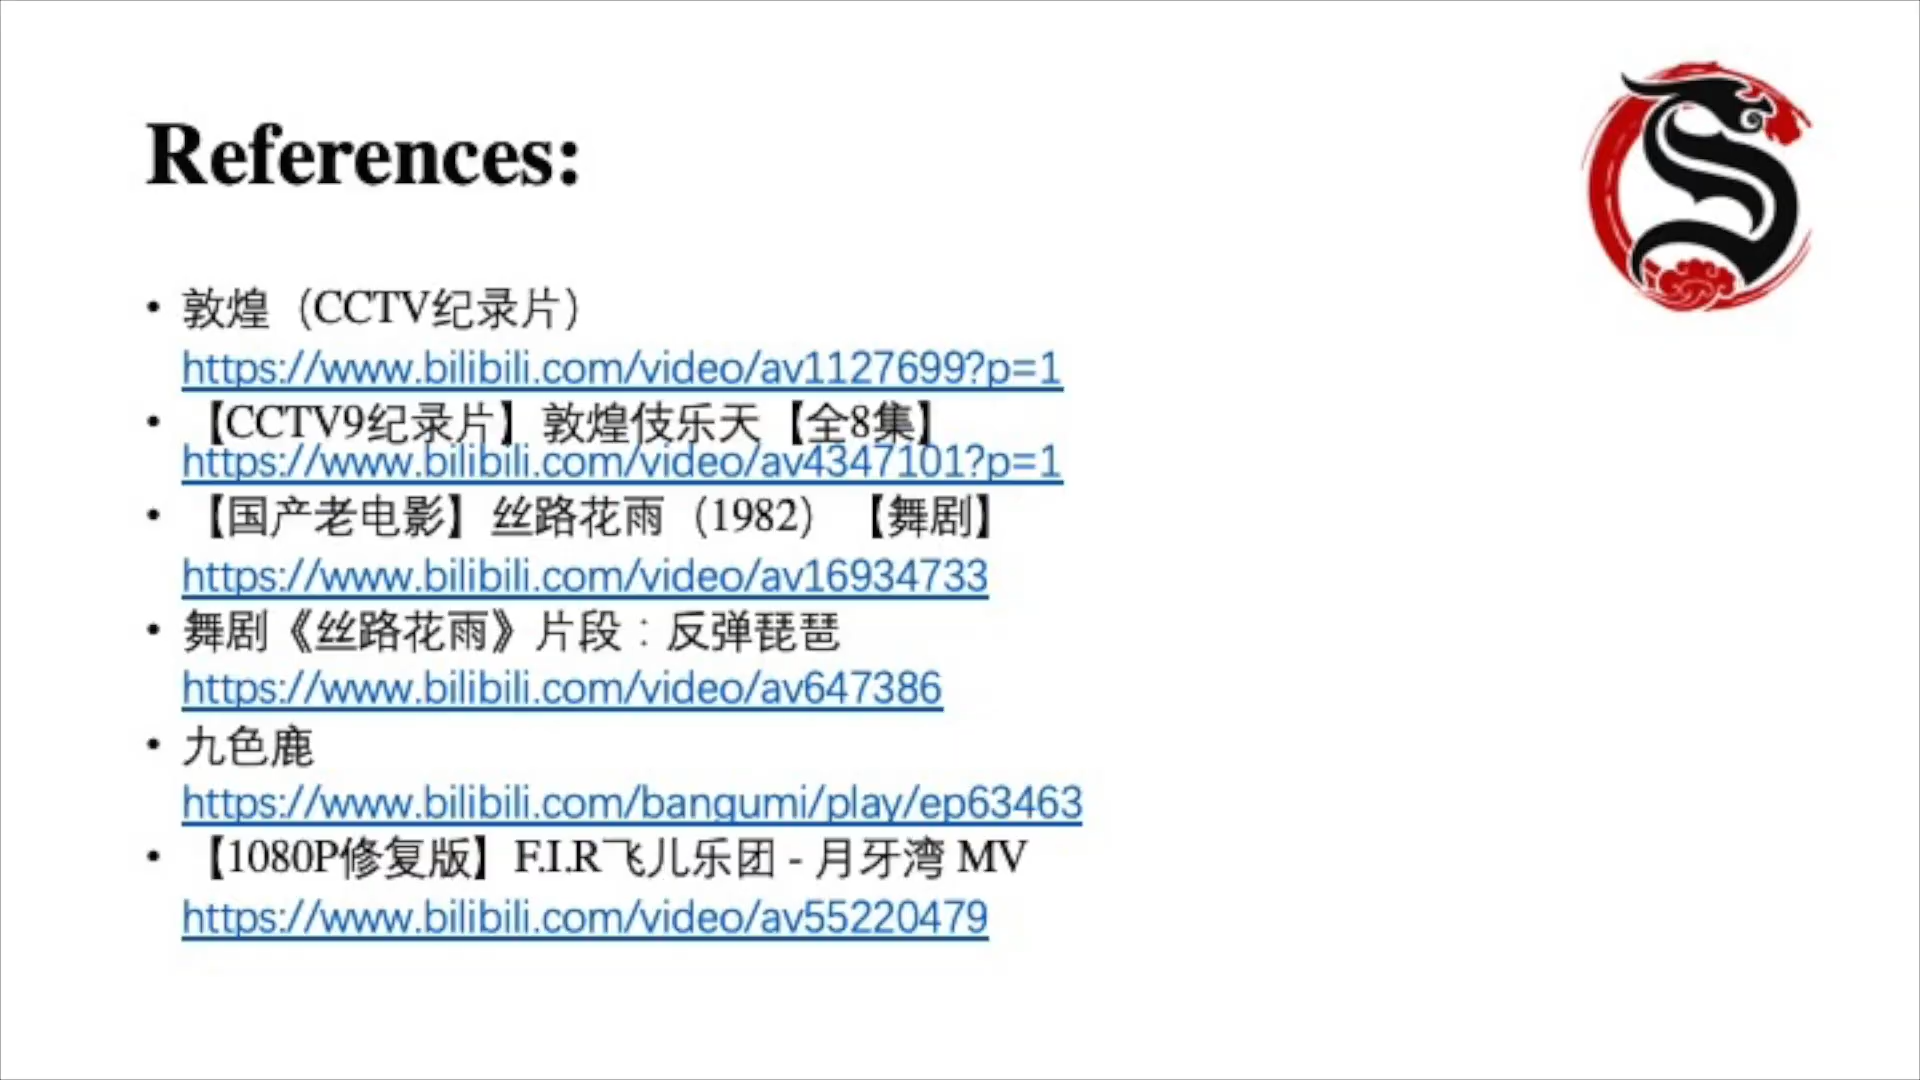 References:
• 敦煌（CCTV纪录片）
https://www.bilibili.com/video/av1127699?p=1
• 【CCTV9纪录片】敦煌伎乐天【全8集】
https://www.bilibili.com/video/av4347101?p=1
• 【国产老电影】丝路花雨（1982）【舞剧】
https://www.bilibili.com/video/av16934733
• 舞剧《丝路花雨》片段：反弹琵琶
https://www.bilibili.com/video/av647386
• 九色鹿
https://www.bilibili.com/bangumi/play/ep63463
• 【1080P修复版】F.I.R飞儿乐团 - 月牙湾 MV
https://www.bilibili.com/video/av55220479